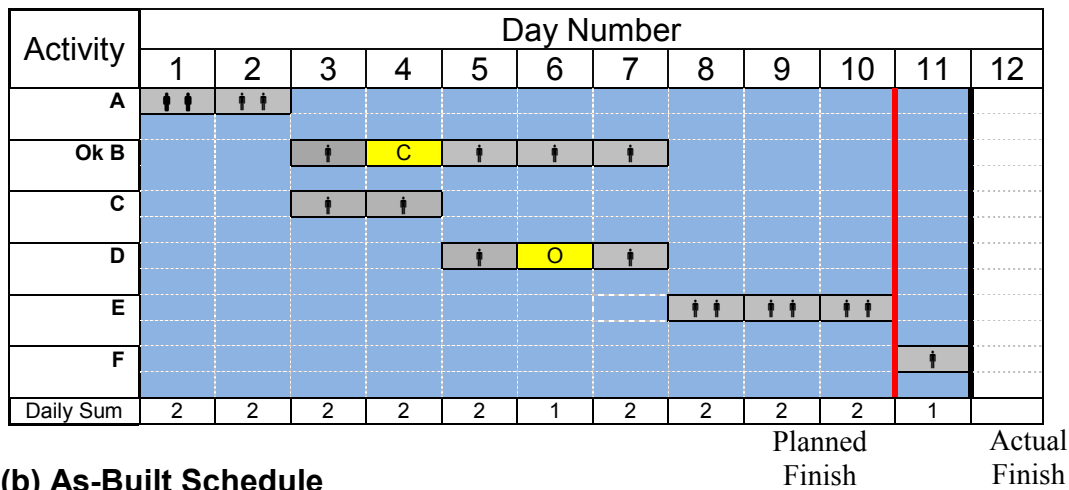 Activity Day Number
1 2 3 4 5 6 7 8 9 10 11 12
A
Ok B C
C
D O
E
F
Daily Sum 2 2 2 2 2 1 2 2 2 2 1
Planned Actual
Finish Finish
(b) As-Built Schedule